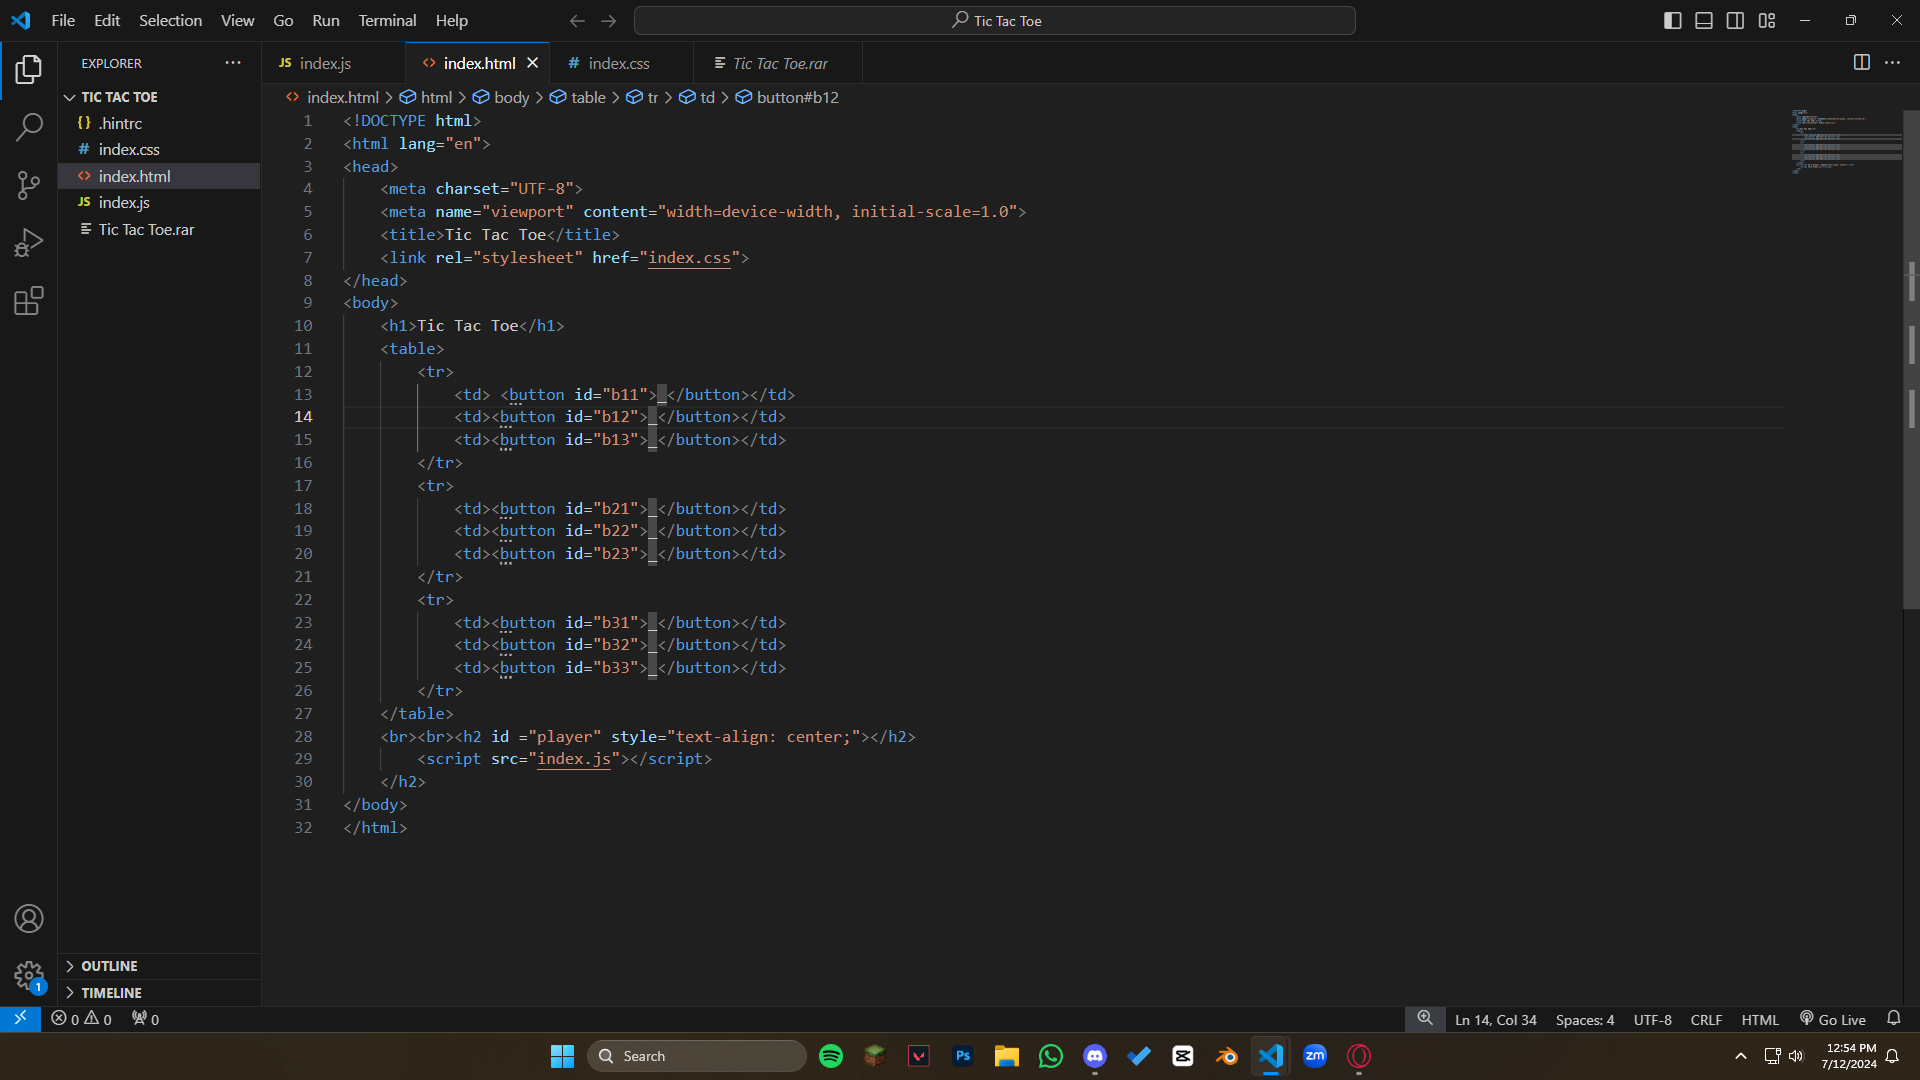 File Edit Selection View Go Run Terminal Help
Tic Tac Toe
EXPLORER
TIC TAC TOE
.hintrc
# index.css
<> index.html
JS index.js
Tic Tac Toe.rar
OUTLINE
TIMELINE
JS index.js
<> index.html
# index.css
Tic Tac Toe.rar
<> index.html > html > body > table > tr > td > button#b12
1 <!DOCTYPE html>
2 <html lang="en">
3 <head>
4 <meta charset="UTF-8">
5 <meta name="viewport" content="width=device-width, initial-scale=1.0">
6 <title>Tic Tac Toe</title>
7 <link rel="stylesheet" href="index.css">
8 </head>
9 <body>
10 <h1>Tic Tac Toe</h1>
11 <table>
12 <tr>
13 <td> <button id="b11">_</button></td>
14 <td><button id="b12">_</button></td>
15 <td><button id="b13">_</button></td>
16 </tr>
17 <tr>
18 <td><button id="b21">_</button></td>
19 <td><button id="b22">_</button></td>
20 <td><button id="b23">_</button></td>
21 </tr>
22 <tr>
23 <td><button id="b31">_</button></td>
24 <td><button id="b32">_</button></td>
25 <td><button id="b33">_</button></td>
26 </tr>
27 </table>
28 <br><br><h2 id ="player" style="text-align: center;"></h2>
29 <script src="index.js"></script>
30 </h2>
31 </body>
32 </html>
1
0 0 0
Ln 14, Col 34 Spaces: 4 UTF-8 CRLF HTML Go Live
Search
Ps
zm
12:54 PM
7/12/2024